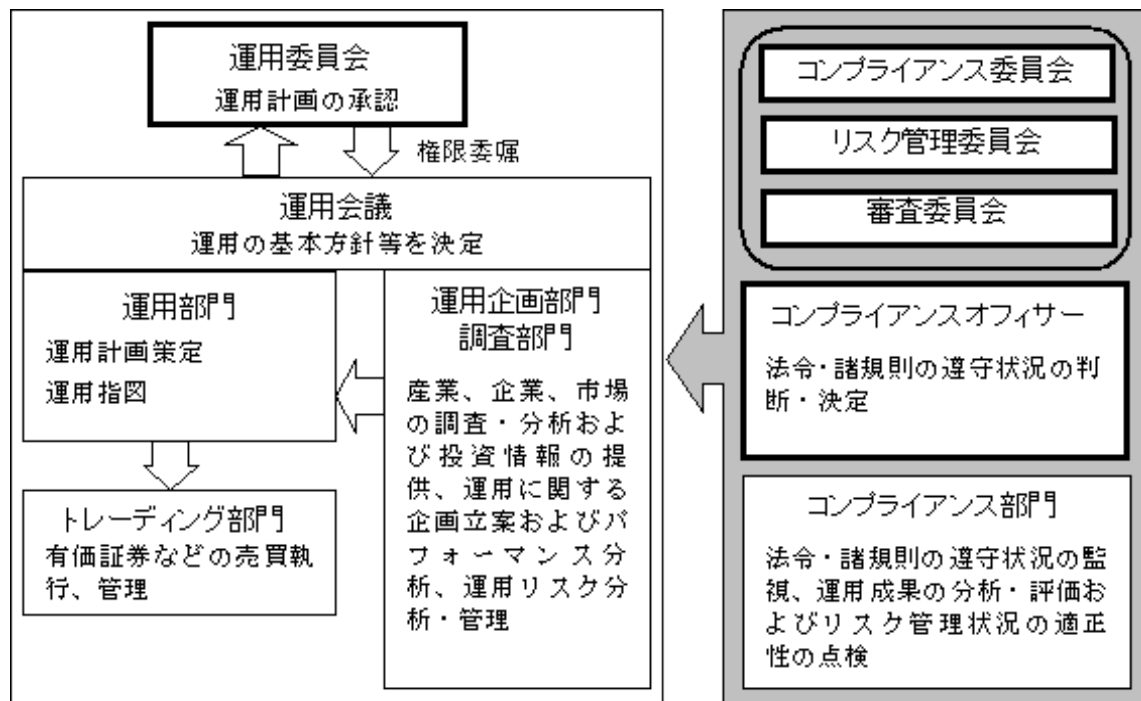 運用委員会
運用計画の承認
権限委嘱
運用会議
運用の基本方針等を決定
運用部門
運用計画策定
運用指図
トレーディング部門
有価証券などの売買執
行、管理
運用企画部門
調査部門
産業、企業、市場
の調査・分析およ
び投資情報の提
供、運用に関する
企画立案およびパ
フォーマンス分
析、運用リスク分
析・管理
コンプライアンス委員会
リスク管理委員会
審査委員会
コンプライアンスオフィサー
法令・諸規則の遵守状況の判
断・決定
コンプライアンス部門
法令・諸規則の遵守状況の監
視、運用成果の分析・評価お
よびリスク管理状況の適正
性の点検